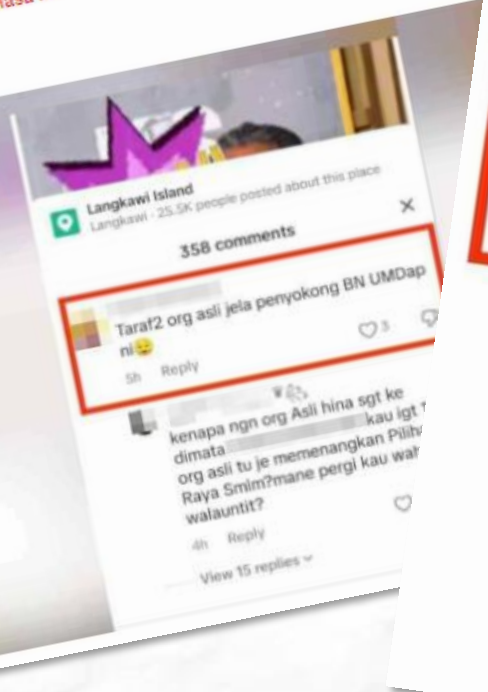 Langkawi Island
Langkawi · 25.5K people posted about this place
358 comments
Taraf2 org asli jela penyokong BN UMDap
ni😄
3
5h Reply
kenapa ngn org Asli hina sgt ke
dimata kau igt
org asli tu je memenangkan
Raya Smlm?mane pergi kau
walauntit?
4h Reply
View 15 replies